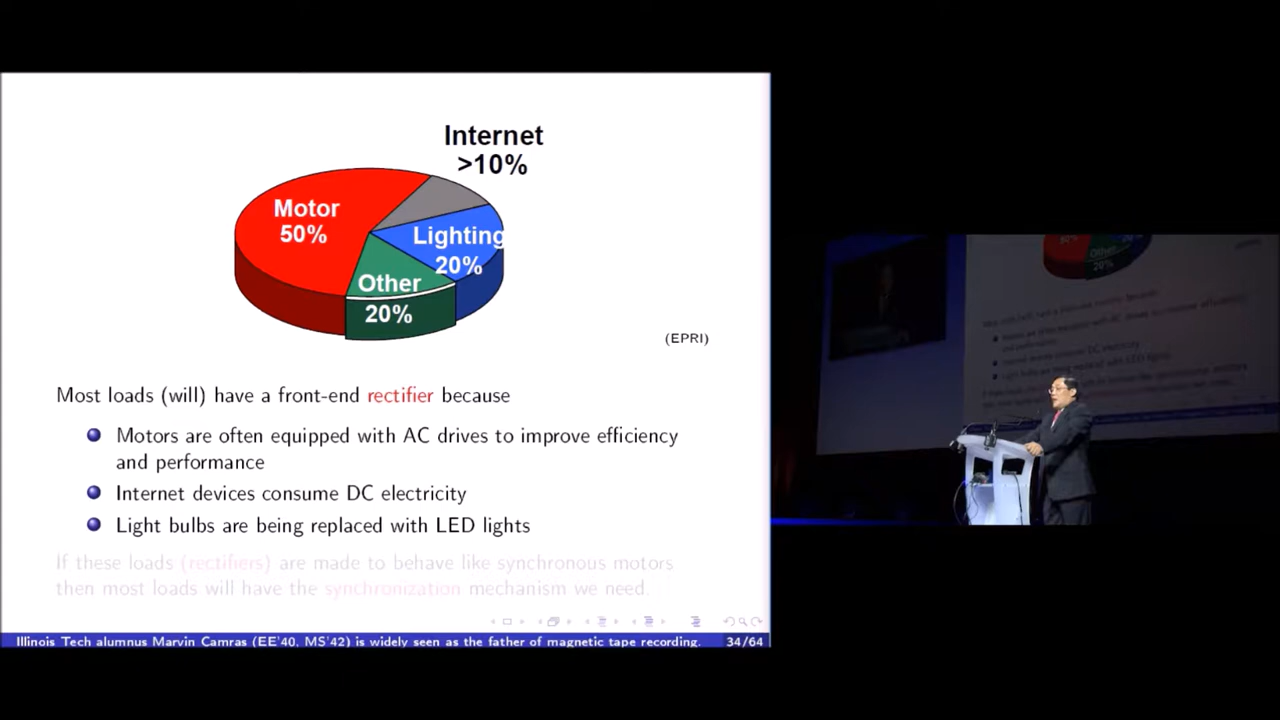 Internet
>10%
Motor
50%
Lighting
20%
Other
20%
(EPRI)
Most loads (will) have a front-end rectifier because
Motors are often equipped with AC drives to improve efficiency
and performance
Internet devices consume DC electricity
Light bulbs are being replaced with LED lights
If these loads (rectifiers) are made to behave like synchronous motors
then most loads will have the synchronization mechanism we need.
Illinois Tech alumnus Marvin Camras (EE'40, MS'42) is widely seen as the father of magnetic tape recording. 34/64
Other
20%